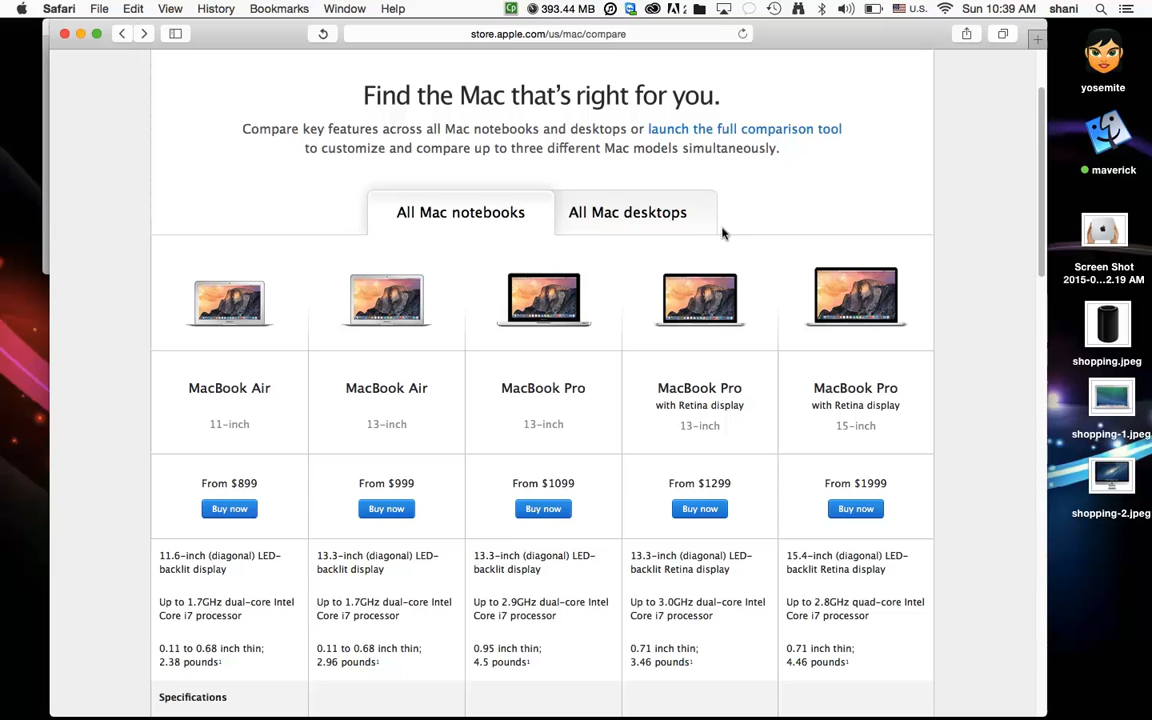 Safari File Edit View History Bookmarks Window Help 393.44 MB U.S. Sun 10:39 AM shani
store.apple.com/us/mac/compare
Find the Mac that's right for you.
Compare key features across all Mac notebooks and desktops or launch the full comparison tool
to customize and compare up to three different Mac models simultaneously.
All Mac notebooks All Mac desktops
MacBook Air MacBook Air MacBook Pro MacBook Pro MacBook Pro
with Retina display with Retina display
11-inch 13-inch 13-inch 13-inch 15-inch
From $899 From $999 From $1099 From $1299 From $1999
Buy now Buy now Buy now Buy now Buy now
11.6-inch (diagonal) LED- 13.3-inch (diagonal) LED- 13.3-inch (diagonal) LED- 13.3-inch (diagonal) LED- 15.4-inch (diagonal) LED-
backlit display backlit display backlit display backlit Retina display backlit Retina display
Up to 1.7GHz dual-core Intel Up to 1.7GHz dual-core Intel Up to 2.9GHz dual-core Intel Up to 3.0GHz dual-core Intel Up to 2.8GHz quad-core Intel
Core i7 processor Core i7 processor Core i7 processor Core i7 processor Core i7 processor
0.11 to 0.68 inch thin; 0.11 to 0.68 inch thin; 0.95 inch thin; 0.71 inch thin; 0.71 inch thin;
2.38 pounds¹ 2.96 pounds¹ 4.5 pounds¹ 3.46 pounds¹ 4.46 pounds¹
Specifications
yosemite
maverick
Screen Shot
2015-0...2.19 AM
shopping.jpeg
shopping-1.jpeg
shopping-2.jpeg